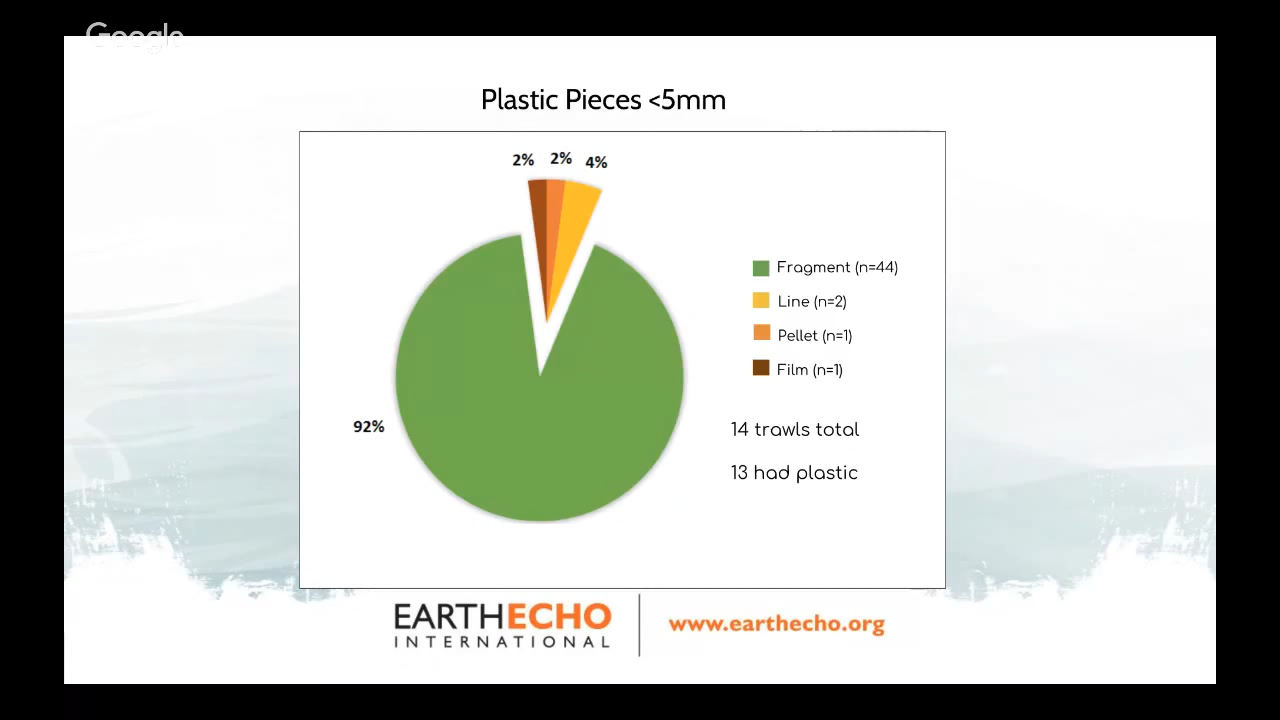 Google
Plastic Pieces <5mm
2% 2% 4%
92%
Fragment (n=44)
Line (n=2)
Pellet (n=1)
Film (n=1)
14 trawls total
13 had plastic
EARTHECHO
INTERNATIONAL
www.earthecho.org